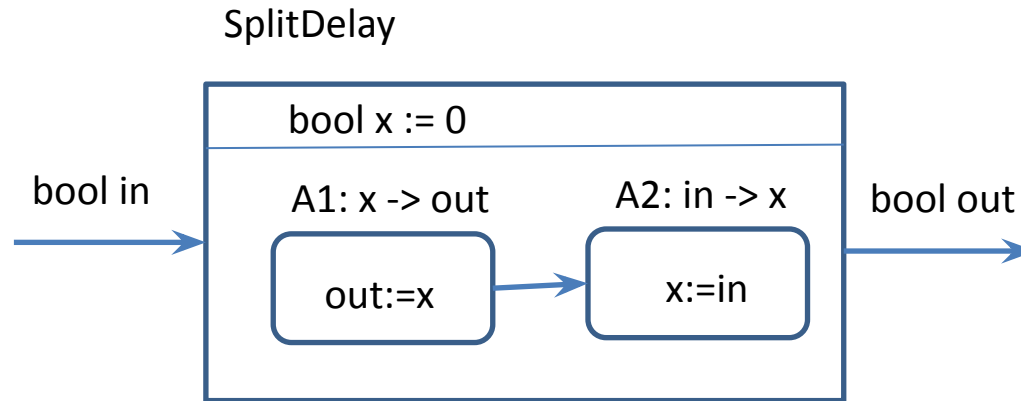 SplitDelay
bool x := 0
bool in
A1: x -> out
A2: in -> x
bool out
out:=x
x:=in